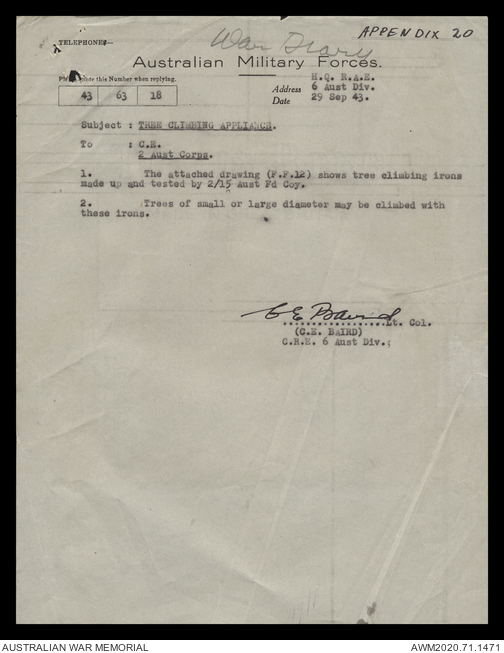 APPENDIX 20
War Diary
TELEPHONE—
Australian Military Forces.
this Number when replying.
43 63 18
H.Q. R.A.E.
Address 6 Aust Div.
Date 29 Sep 43.
Subject : TREE CLIMBING APPLIANCE.
To : C.E.
2 Aust Corps.
1. The attached drawing (F.F.12) shows tree climbing irons
made up and tested by 2/15 Aust Fd Coy.
2. Trees of small or large diameter may be climbed with
these irons.
C E Baird
..................Lt. Col.
(C.E. BAIRD)
C.R.E. 6 Aust Div.
AUSTRALIAN WAR MEMORIAL
AWM2020.71.1471